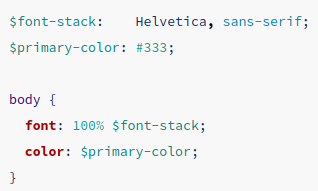 $font-stack:    Helvetica, sans-serif;
$primary-color: #333;

body {
  font: 100% $font-stack;
  color: $primary-color;
}